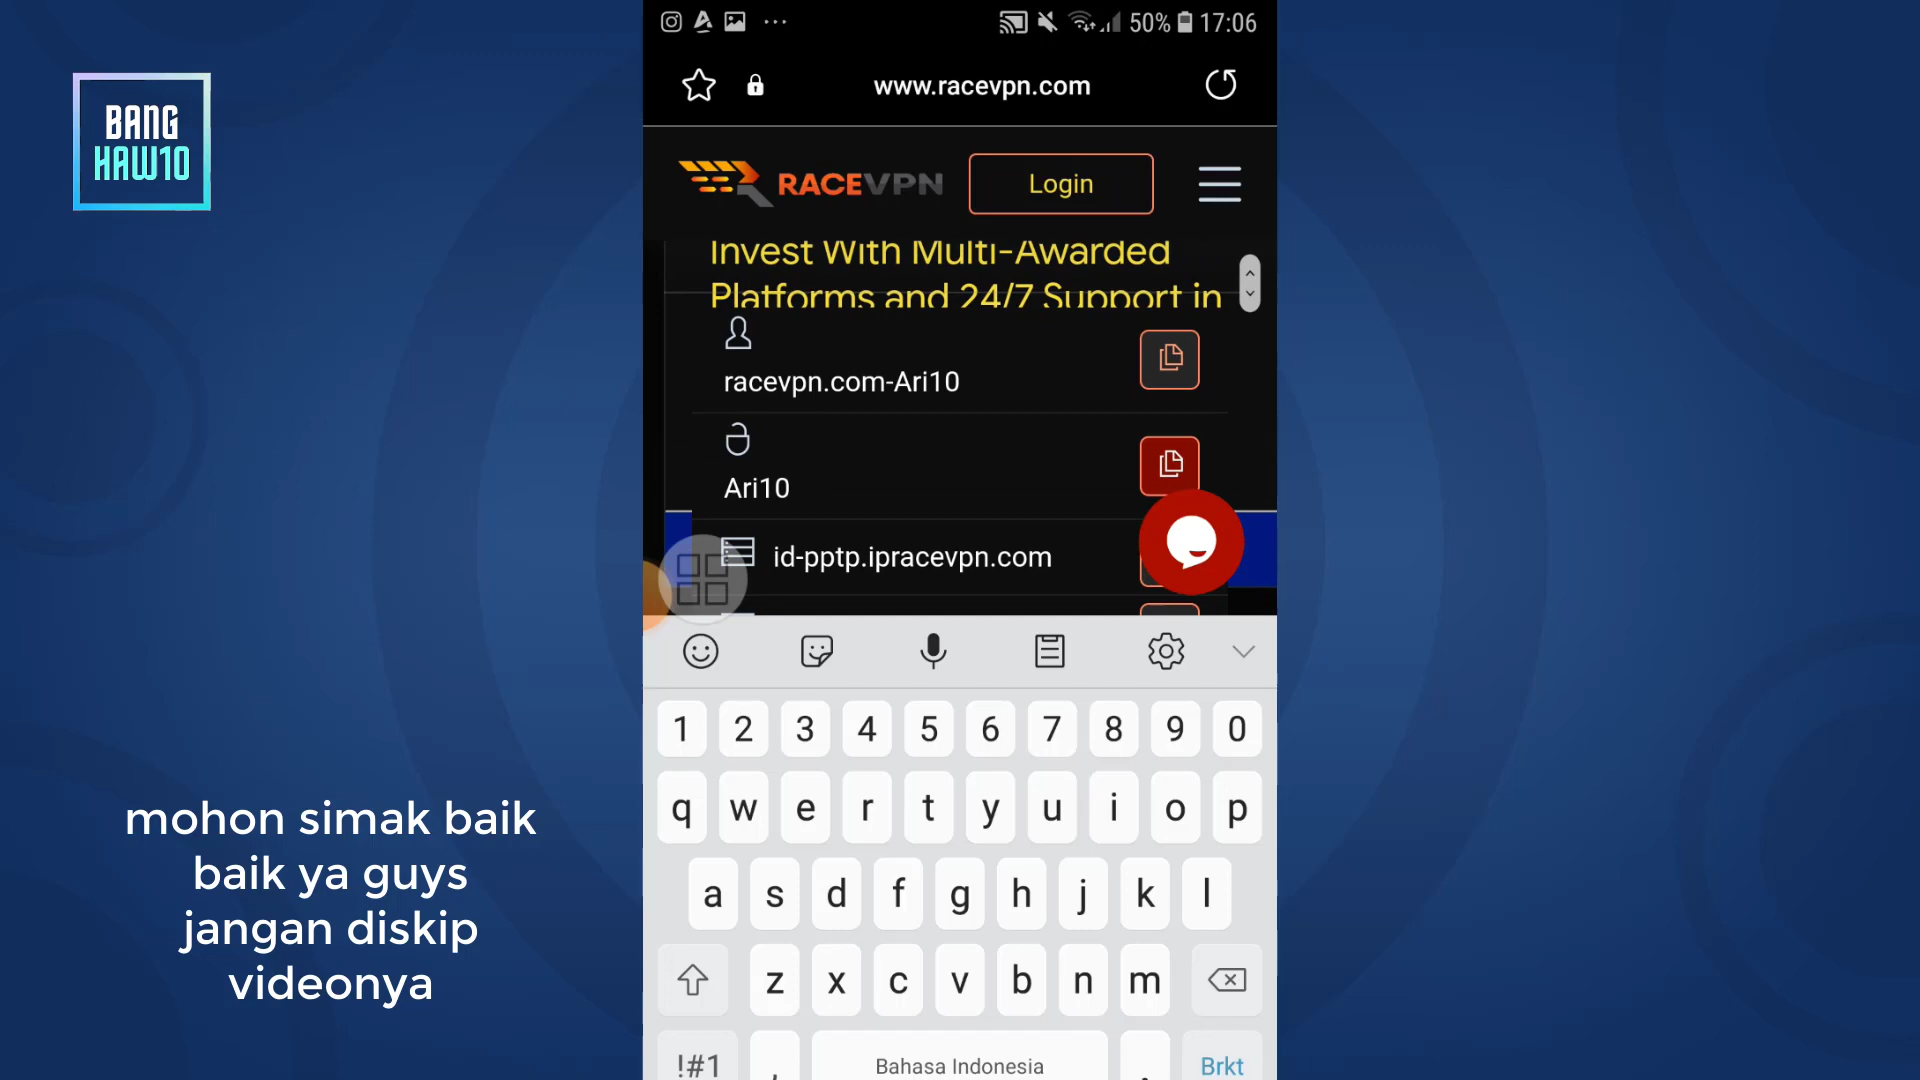 50% 17:06
www.racevpn.com
BANG
HAW10
RACEVPN
Login
Invest With Multi-Awarded
Platforms and 24/7 Support in
racevpn.com-Ari10
Ari10
id-pptp.ipracevpn.com
mohon simak baik
baik ya guys
jangan diskip
videonya
1 2 3 4 5 6 7 8 9 0
q w e r t y u i o p
a s d f g h j k l
z x c v b n m
!#1 , Bahasa Indonesia . Brkt